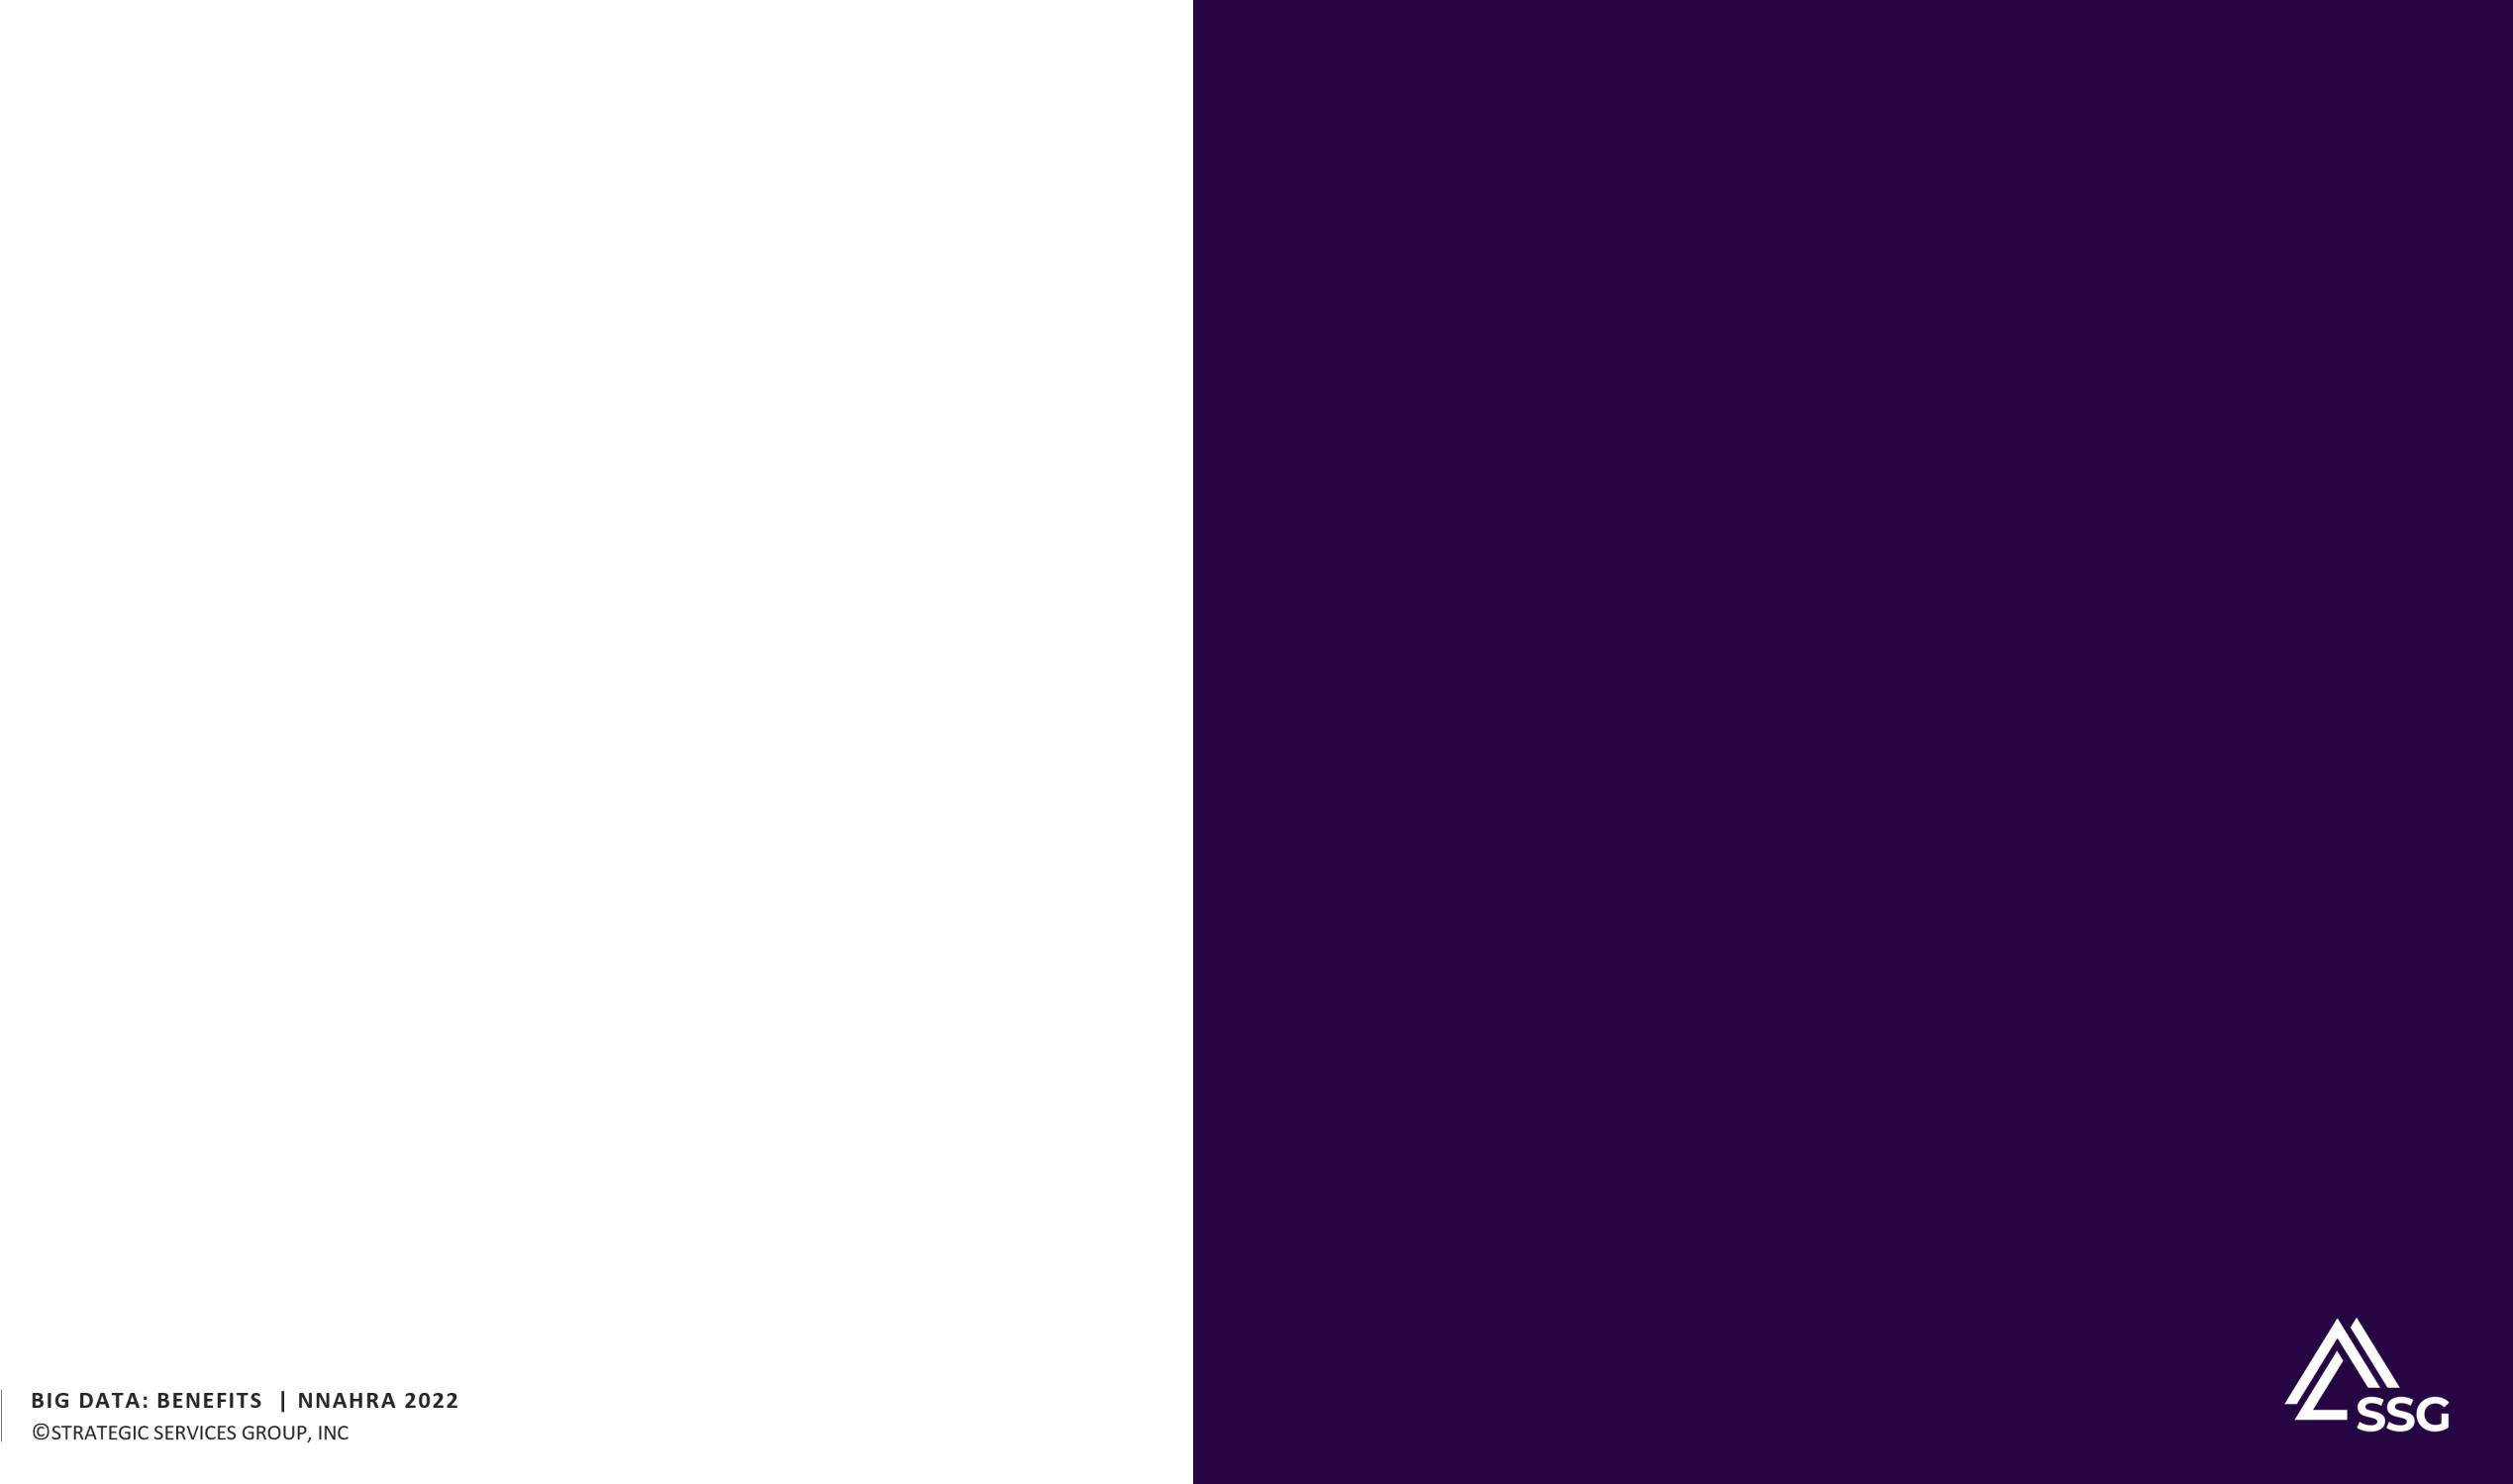 BIG DATA: BENEFITS | NNAHRA 2022
©STRATEGIC SERVICES GROUP, INC
SSG